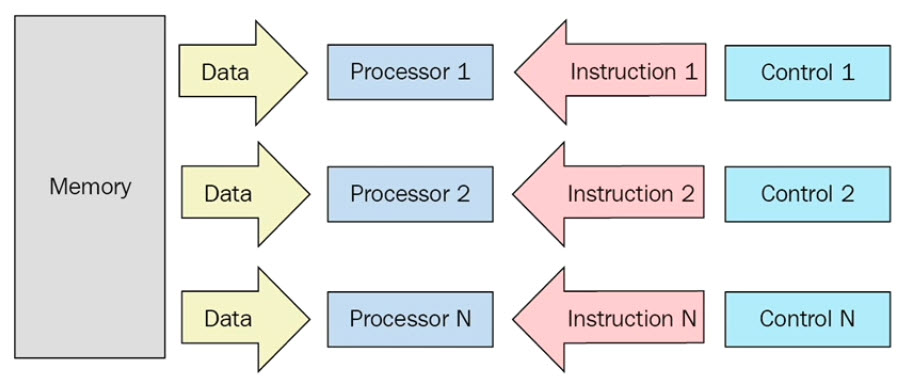 Memory
Data
Processor 1
Instruction 1
Control 1
Data
Processor 2
Instruction 2
Control 2
Data
Processor N
Instruction N
Control N